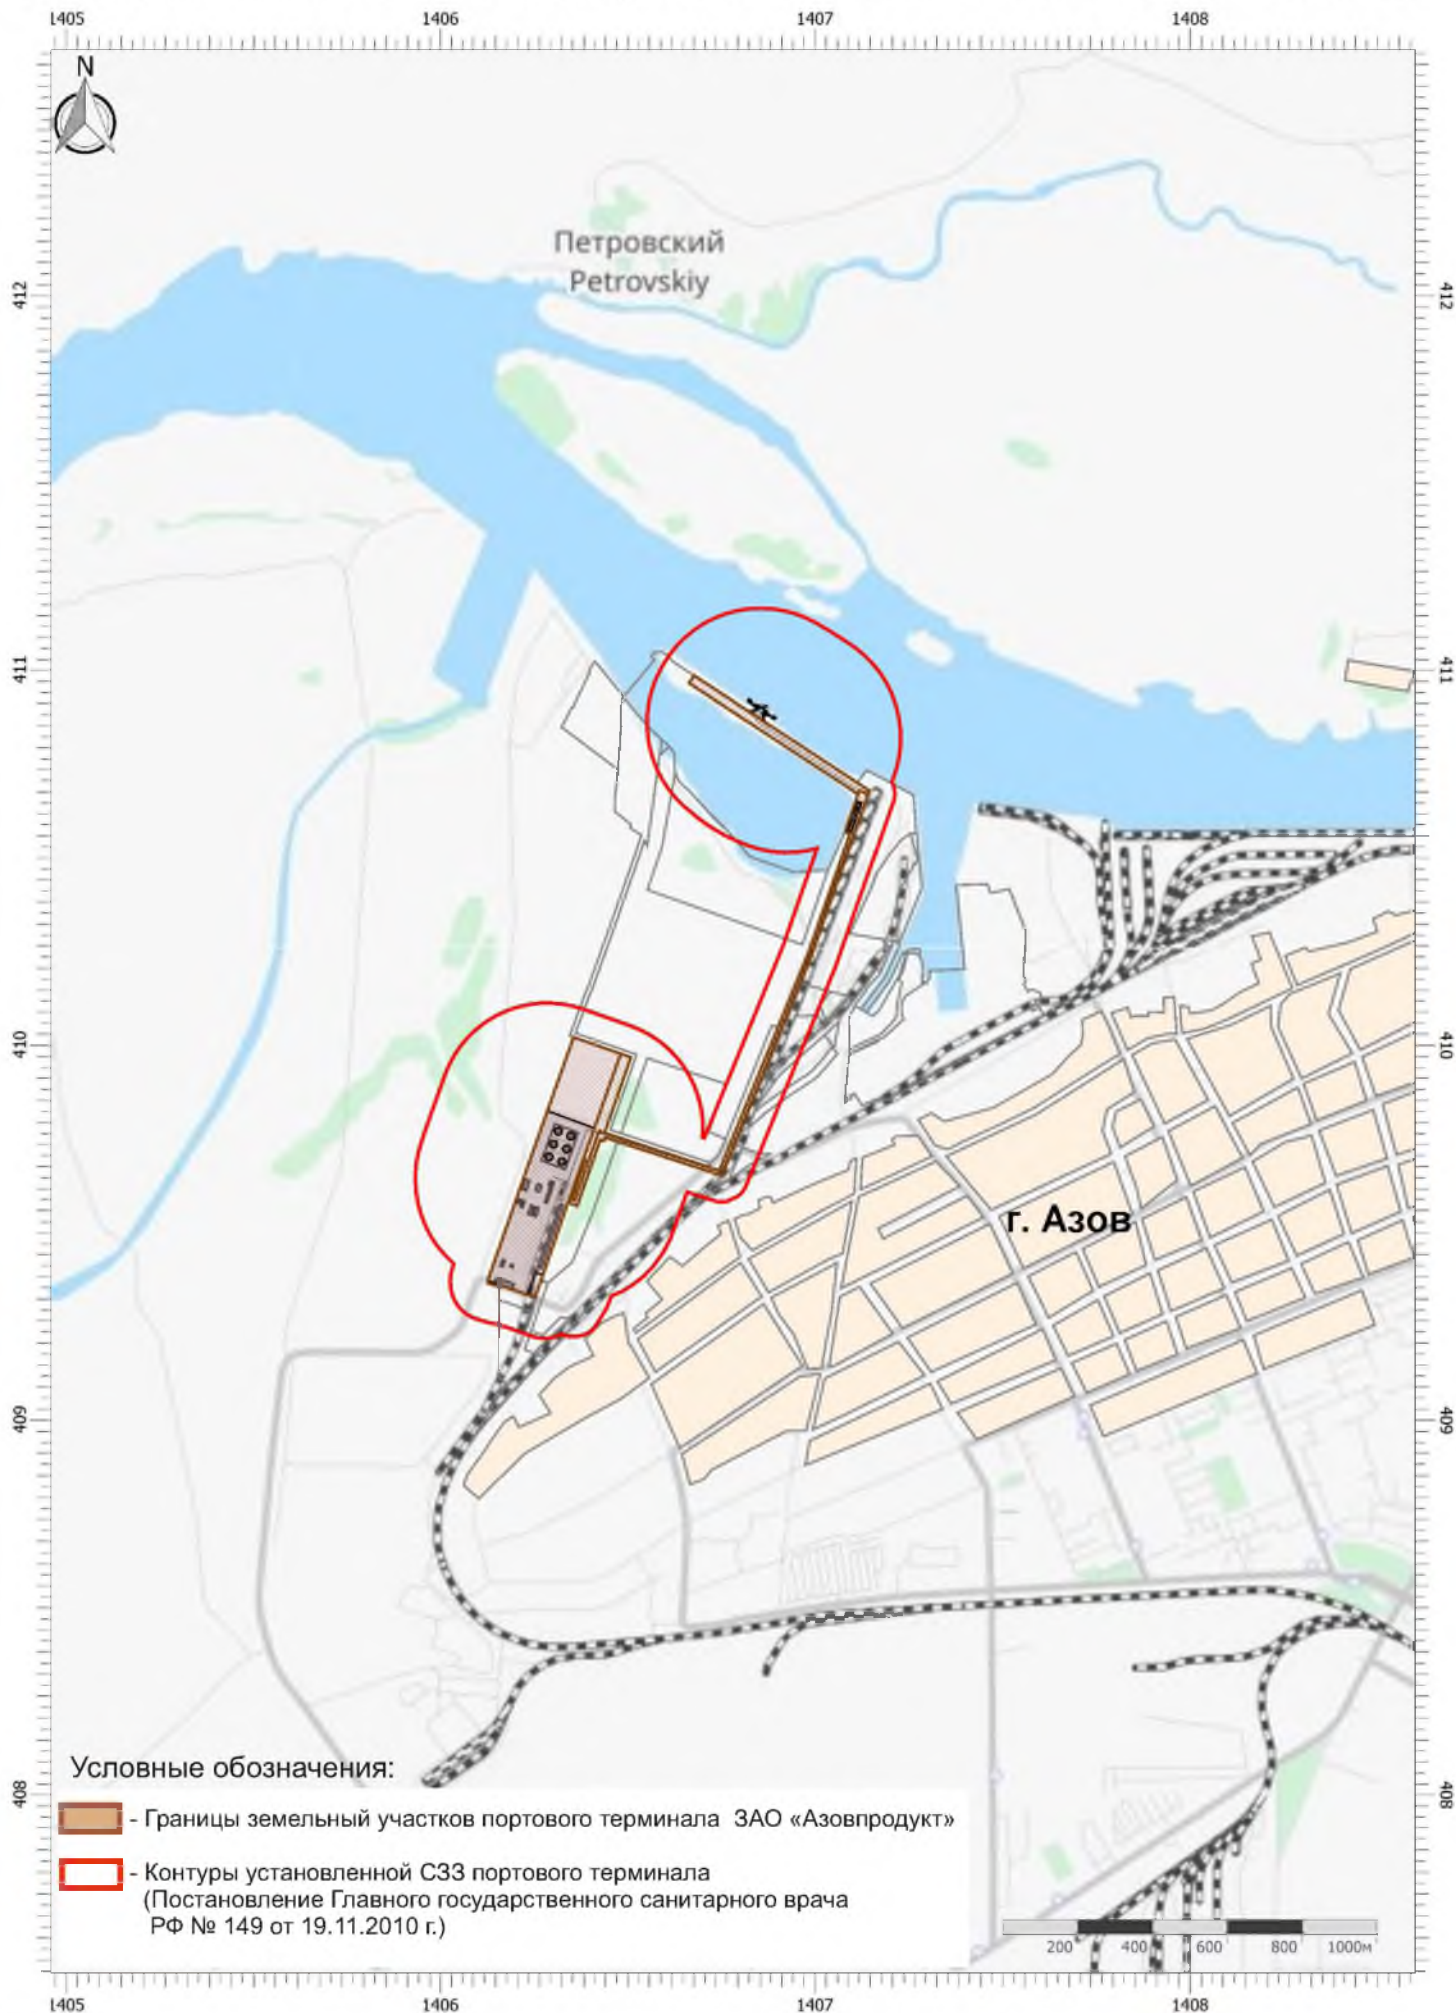 1405 1406 1407 1408
N
Петровский
Petrovskiy
412 412
411 411
410 410
г. Азов
409 409
Условные обозначения:
408 408
- Границы земельный участков портового терминала ЗАО «Азовпродукт»
- Контуры установленной СЗЗ портового терминала
(Постановление Главного государственного санитарного врача
РФ № 149 от 19.11.2010 г.)
200 400 600 800 1000м
1405 1406 1407 1408